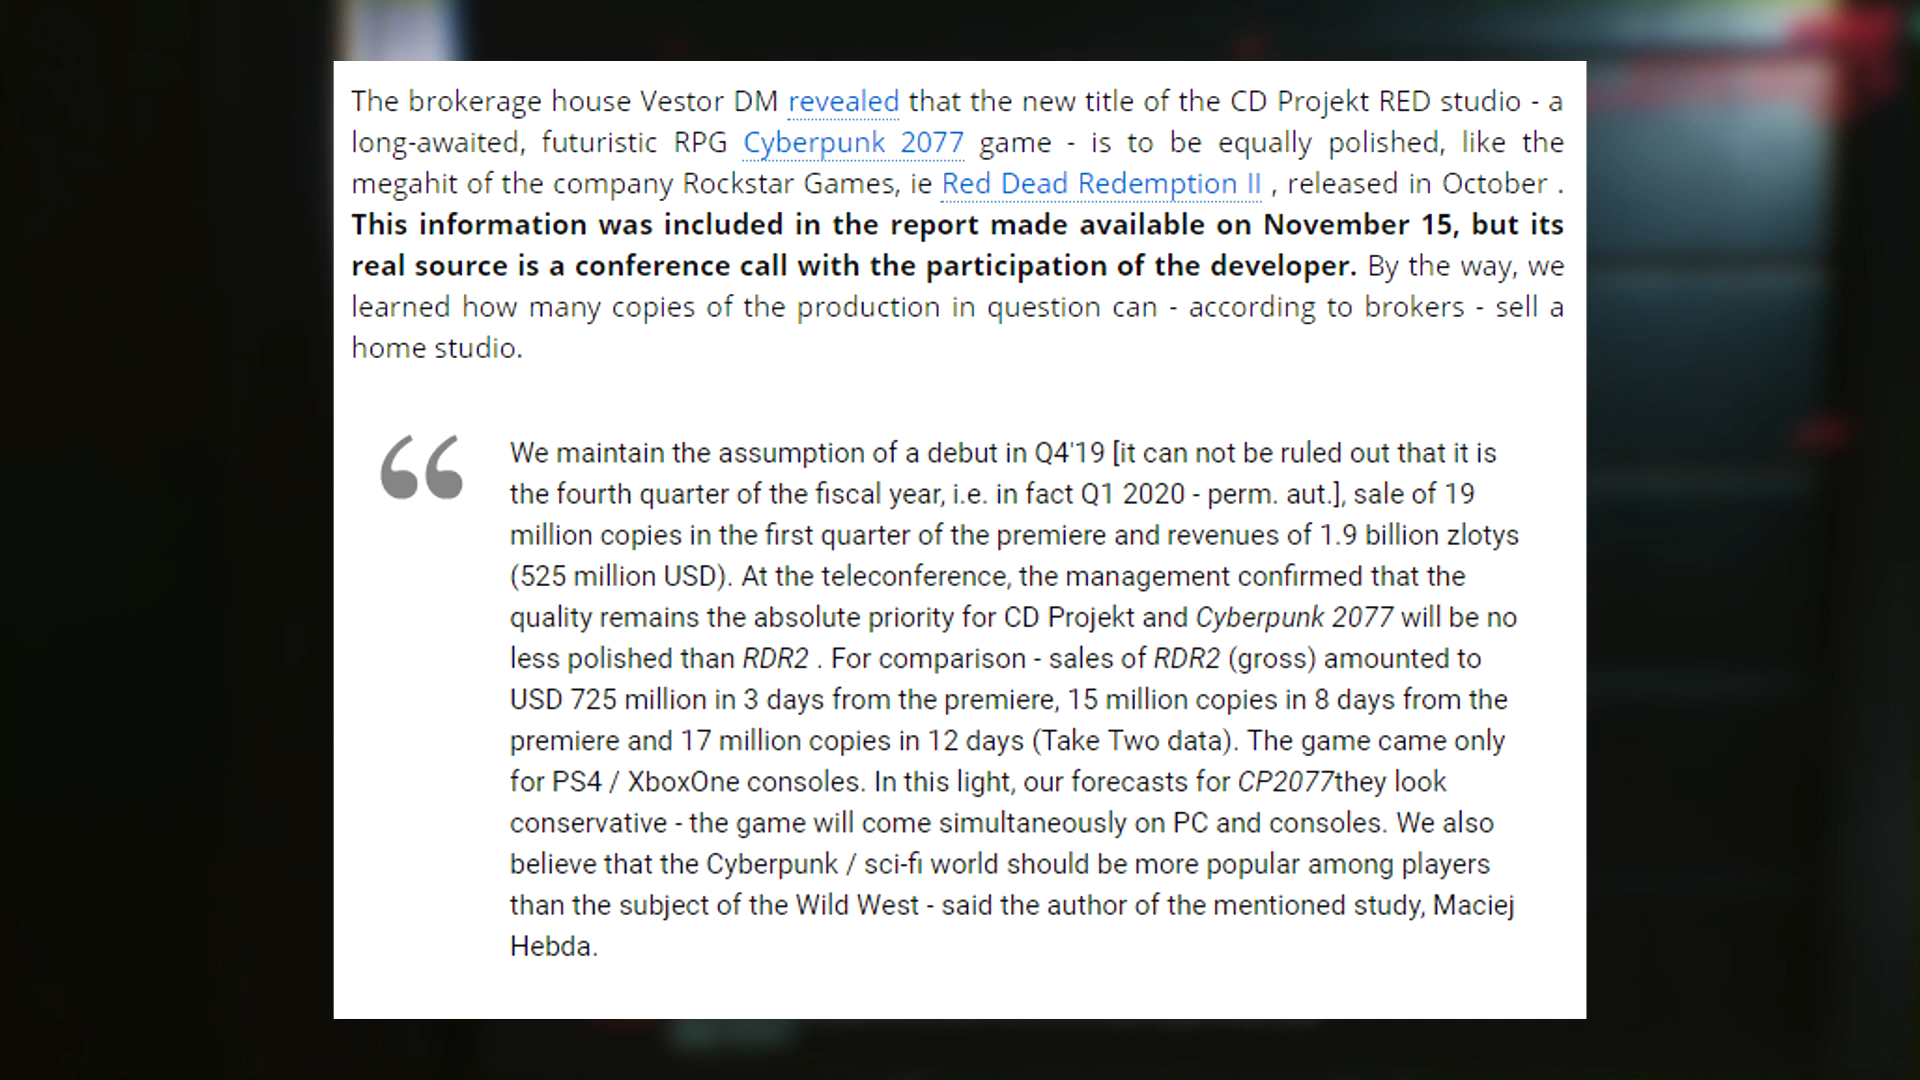 The brokerage house Vestor DM revealed that the new title of the CD Projekt RED studio - a
long-awaited, futuristic RPG Cyberpunk 2077 game - is to be equally polished, like the
megahit of the company Rockstar Games, ie Red Dead Redemption II , released in October .
This information was included in the report made available on November 15, but its
real source is a conference call with the participation of the developer. By the way, we
learned how many copies of the production in question can - according to brokers - sell a
home studio.
“
We maintain the assumption of a debut in Q4'19 [it can not be ruled out that it is
the fourth quarter of the fiscal year, i.e. in fact Q1 2020 - perm. aut.], sale of 19
million copies in the first quarter of the premiere and revenues of 1.9 billion zlotys
(525 million USD). At the teleconference, the management confirmed that the
quality remains the absolute priority for CD Projekt and Cyberpunk 2077 will be no
less polished than RDR2 . For comparison - sales of RDR2 (gross) amounted to
USD 725 million in 3 days from the premiere, 15 million copies in 8 days from the
premiere and 17 million copies in 12 days (Take Two data). The game came only
for PS4 / XboxOne consoles. In this light, our forecasts for CP2077they look
conservative - the game will come simultaneously on PC and consoles. We also
believe that the Cyberpunk / sci-fi world should be more popular among players
than the subject of the Wild West - said the author of the mentioned study, Maciej
Hebda.